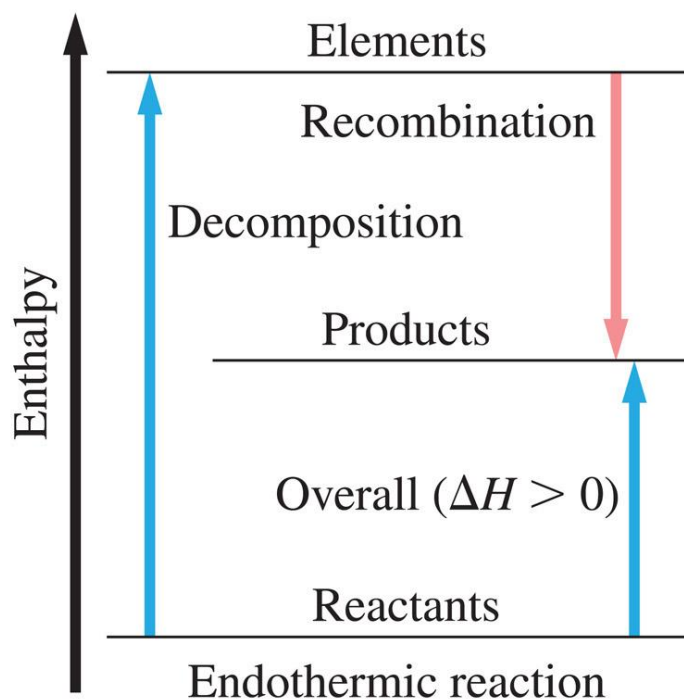 Elements
Recombination
Decomposition
Enthalpy
Products
Overall (ΔH > 0)
Reactants
Endothermic reaction